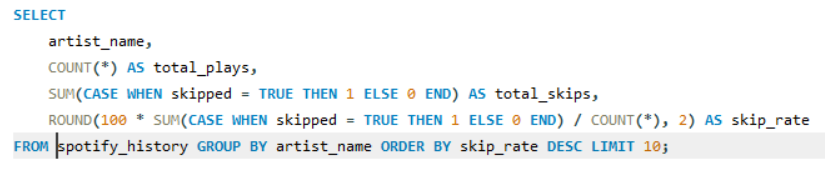 SELECT
artist_name,
COUNT(*) AS total_plays,
SUM(CASE WHEN skipped = TRUE THEN 1 ELSE 0 END) AS total_skips,
ROUND(100 * SUM(CASE WHEN skipped = TRUE THEN 1 ELSE 0 END) / COUNT(*), 2) AS skip_rate
FROM spotify_history GROUP BY artist_name ORDER BY skip_rate DESC LIMIT 10;